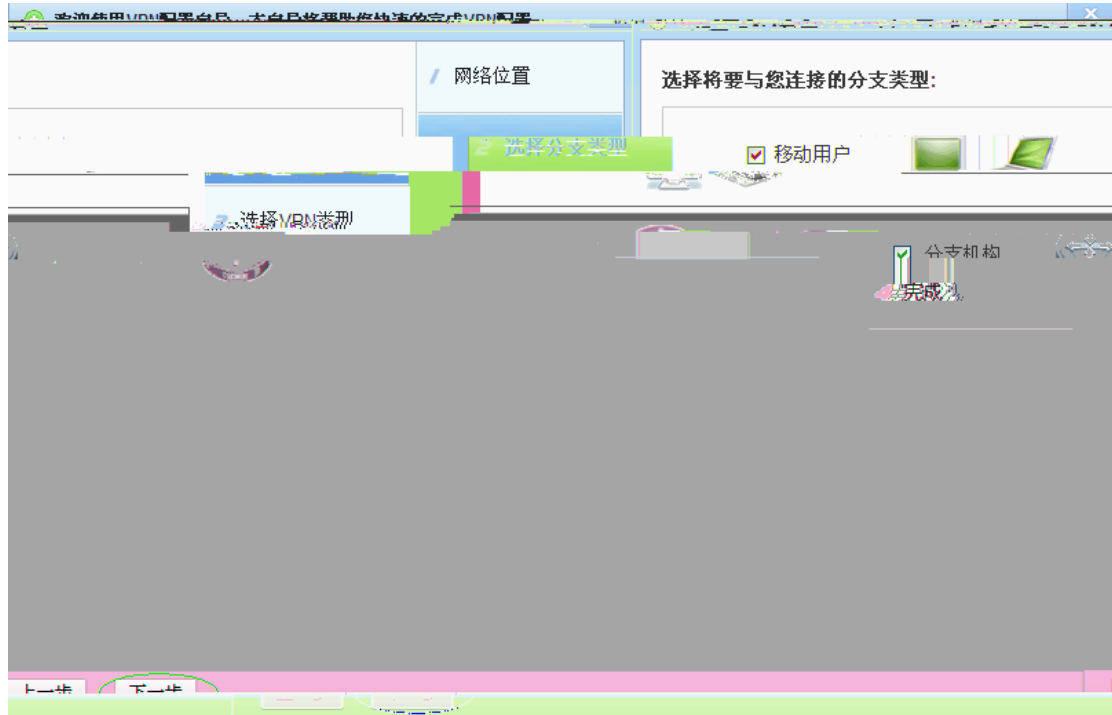 欢迎使用VPN配置向导，本向导将帮助您快速的完成VPN配置
1 网络位置
选择将要与您连接的分支类型:
2 选择分支类型
移动用户
3 选择VPN类型
分支机构
完成
上一步
下一步